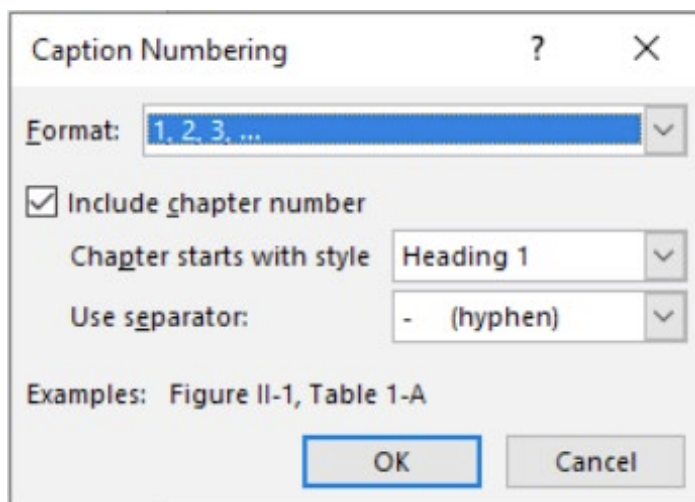 Caption Numbering ?
Format: 1, 2, 3, ...
Include chapter number
Chapter starts with style Heading 1
Use separator: - (hyphen)
Examples: Figure II-1, Table 1-A
OK Cancel